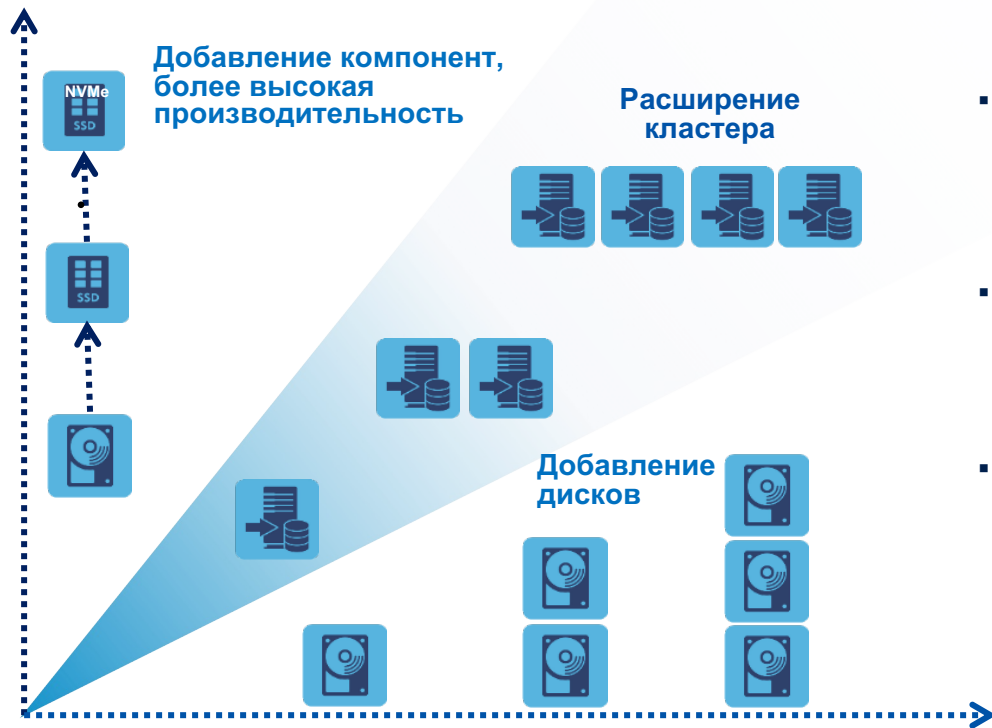 Добавление компонент,
более высокая
производительность
NVMe
SSD
SSD
Расширение
кластера
Добавление
дисков